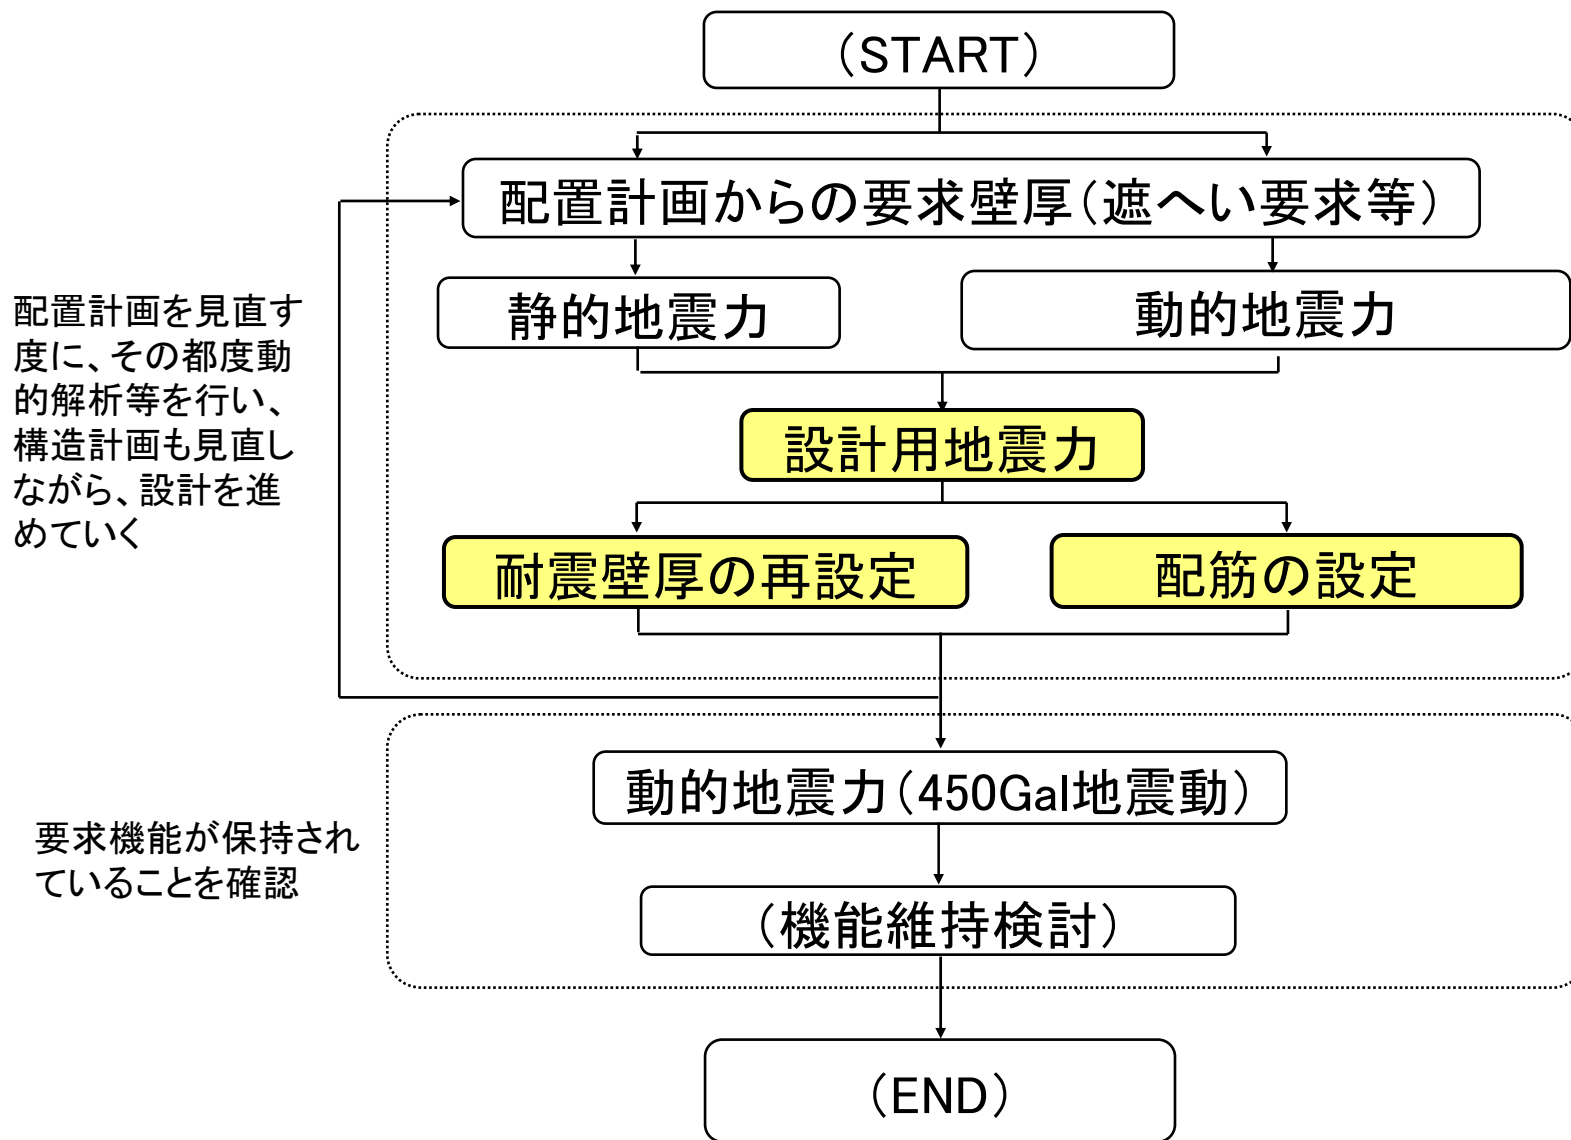 （START）
配置計画からの要求壁厚（遮へい要求等）
静的地震力
動的地震力
配置計画を見直す
度に、その都度動
的解析等を行い、
構造計画も見直し
ながら、設計を進
めていく
設計用地震力
耐震壁厚の再設定
配筋の設定
動的地震力（450Gal地震動）
要求機能が保持され
ていることを確認
（機能維持検討）
（END）